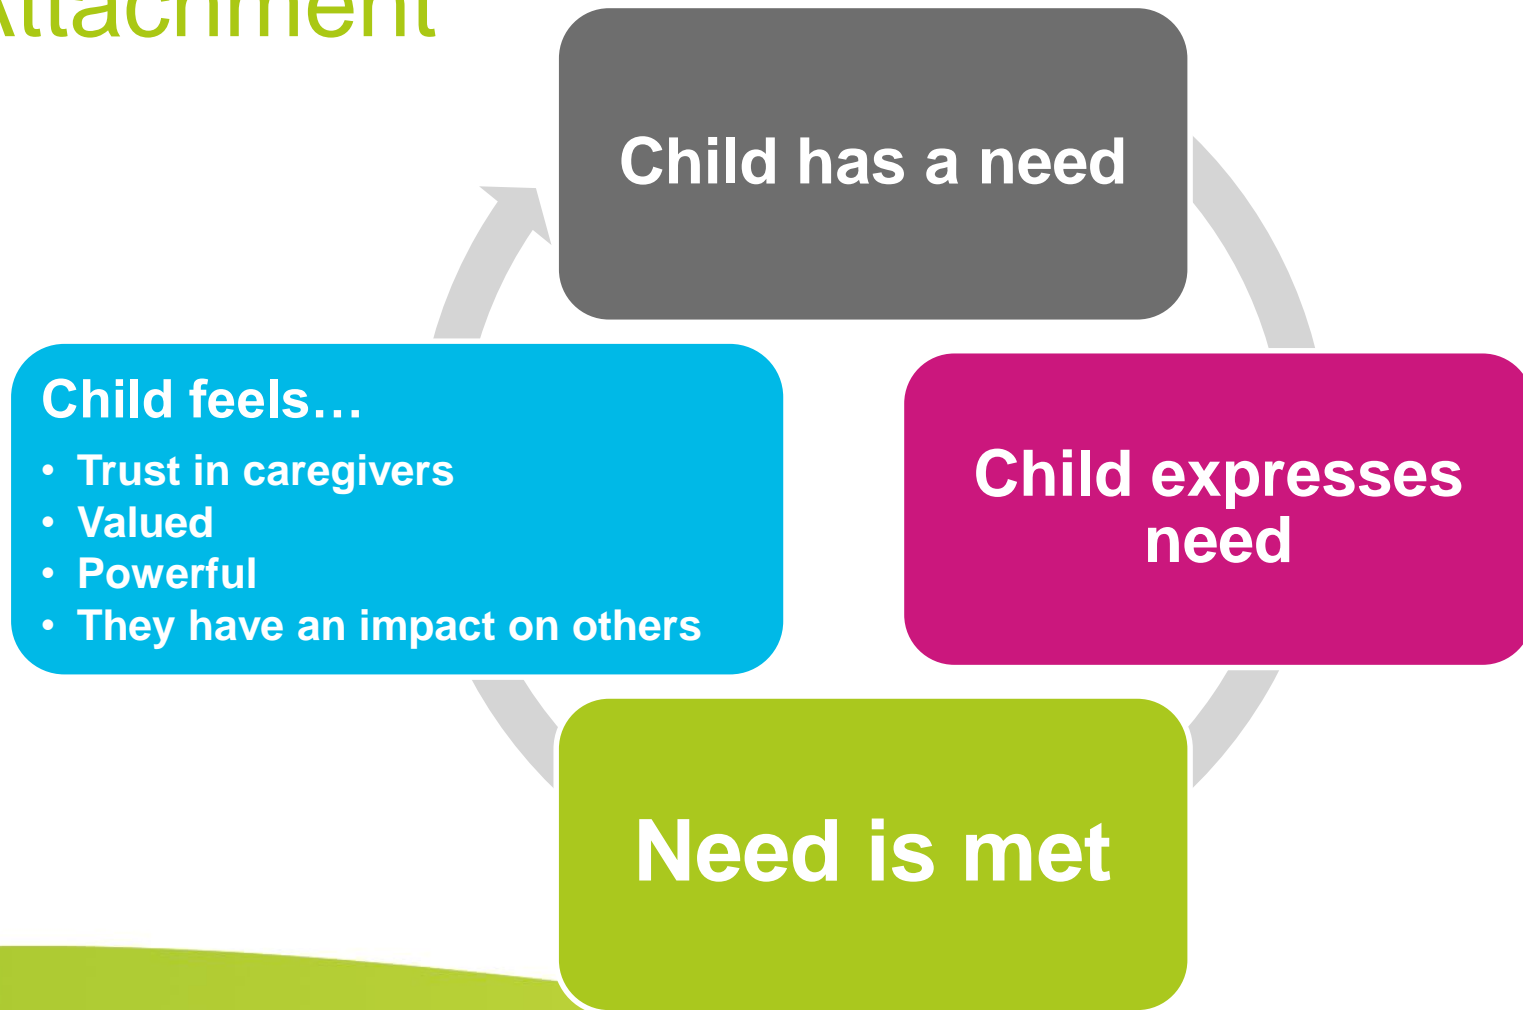 Attachment
Child has a need
Child expresses
need
Need is met
Child feels…
• Trust in caregivers
• Valued
• Powerful
• They have an impact on others